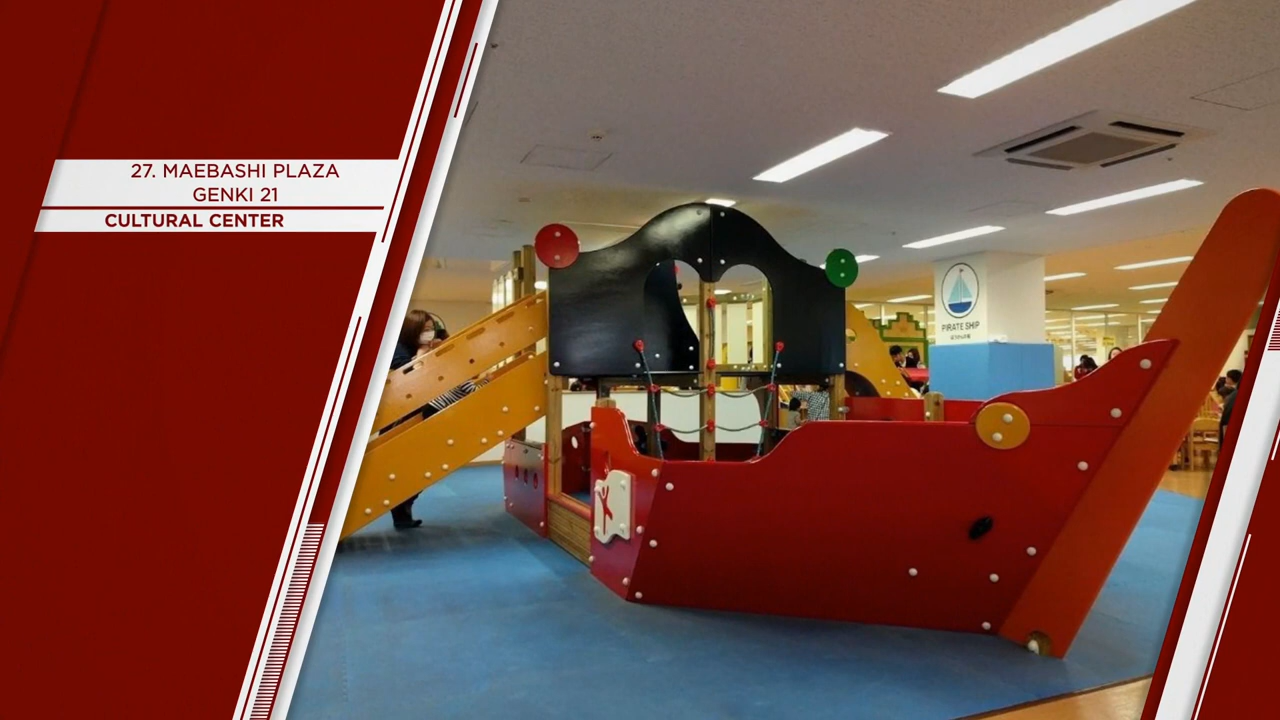 27. MAEBASHI PLAZA
GENKI 21
CULTURAL CENTER
PIRATE SHIP